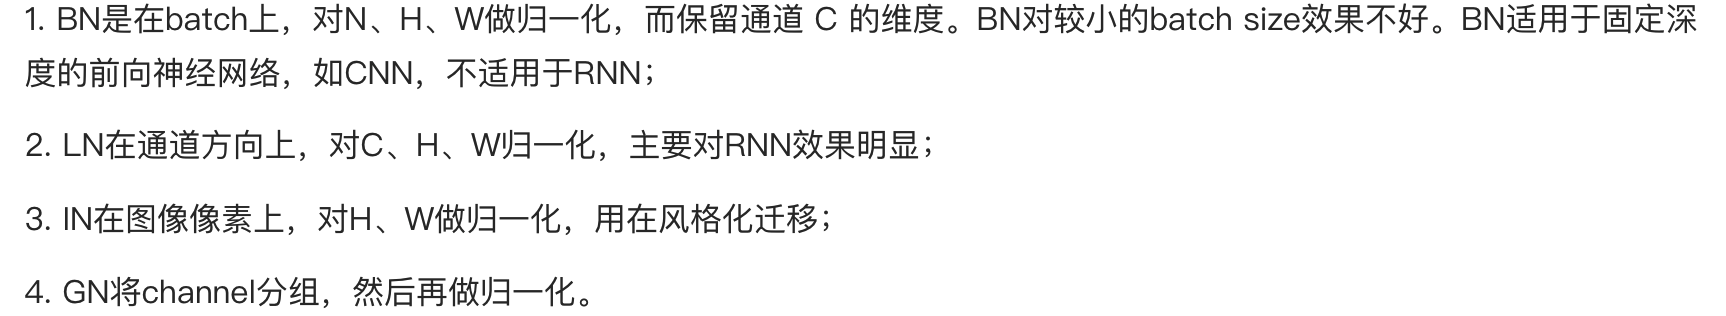 1. BN是在batch上，对N、H、W做归一化，而保留通道 C 的维度。BN对较小的batch size效果不好。BN适用于固定深
度的前向神经网络，如CNN，不适用于RNN；
2. LN在通道方向上，对C、H、W归一化，主要对RNN效果明显；
3. IN在图像像素上，对H、W做归一化，用在风格化迁移；
4. GN将channel分组，然后再做归一化。